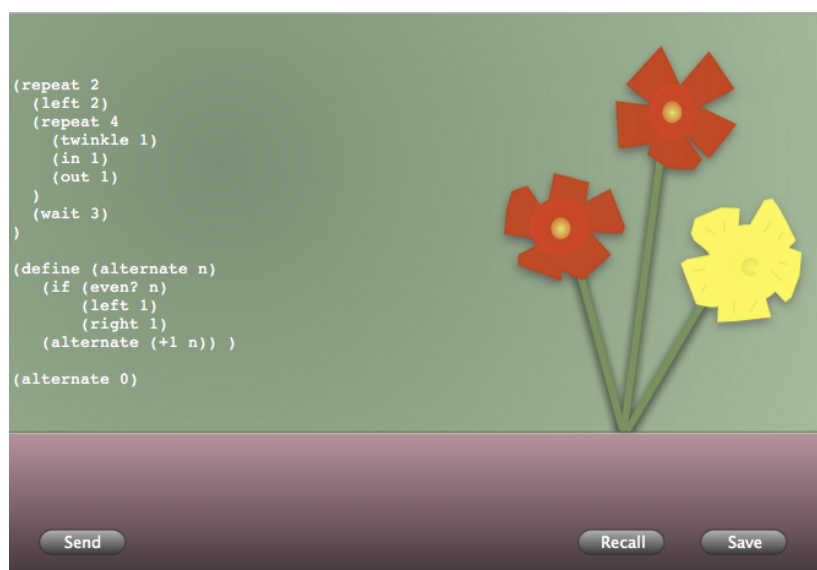 (repeat 2
  (left 2)
  (repeat 4
    (twinkle 1)
    (in 1)
    (out 1)
  )
  (wait 3)
)

(define (alternate n)
   (if (even? n)
       (left 1)
       (right 1)
   (alternate (+1 n)) )

(alternate 0)
Send
Recall
Save